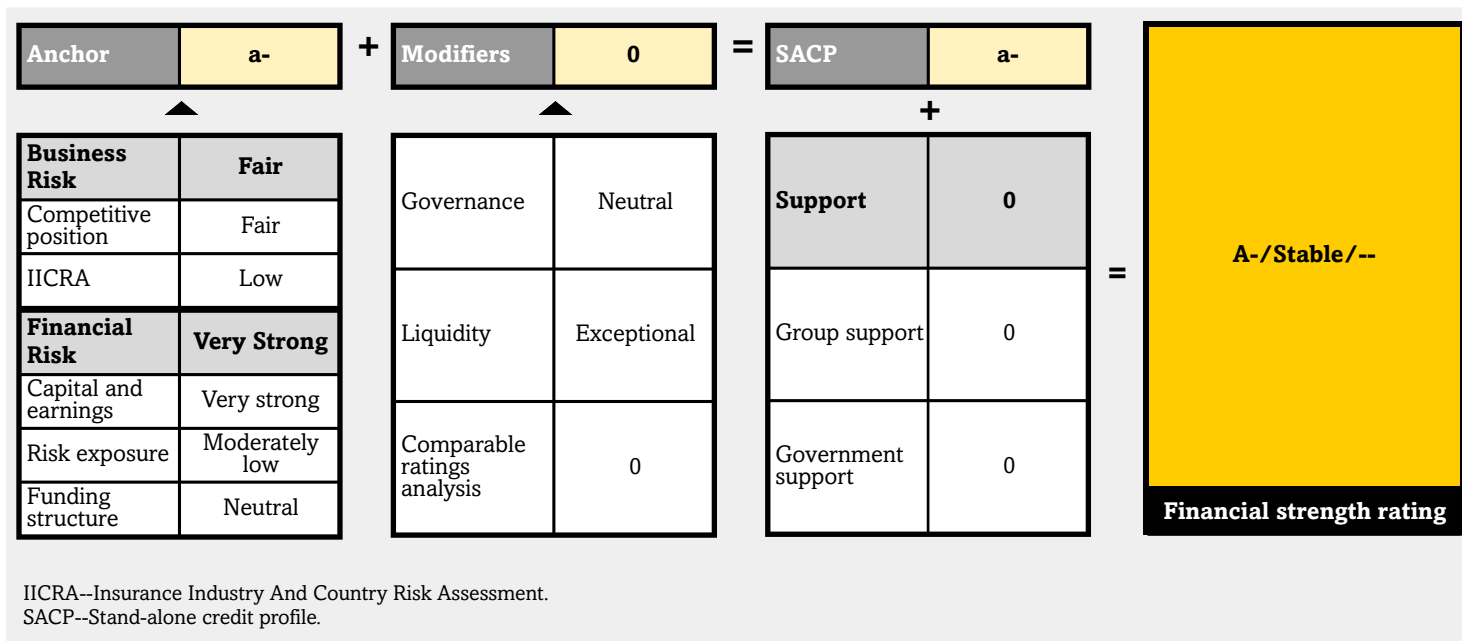 Anchor a- + Modifiers 0 = SACP a-
+
Business
Risk
Fair
Competitive
position
Fair
IICRA Low
Financial
Risk
Very Strong
Capital and
earnings
Very strong
Risk exposure
Moderately
low
Funding
structure
Neutral
Governance Neutral
Liquidity Exceptional
Comparable
ratings
analysis
0
Support 0
Group support 0
Government
support
0
=
A-/Stable/--
Financial strength rating
IICRA--Insurance Industry And Country Risk Assessment.
SACP--Stand-alone credit profile.